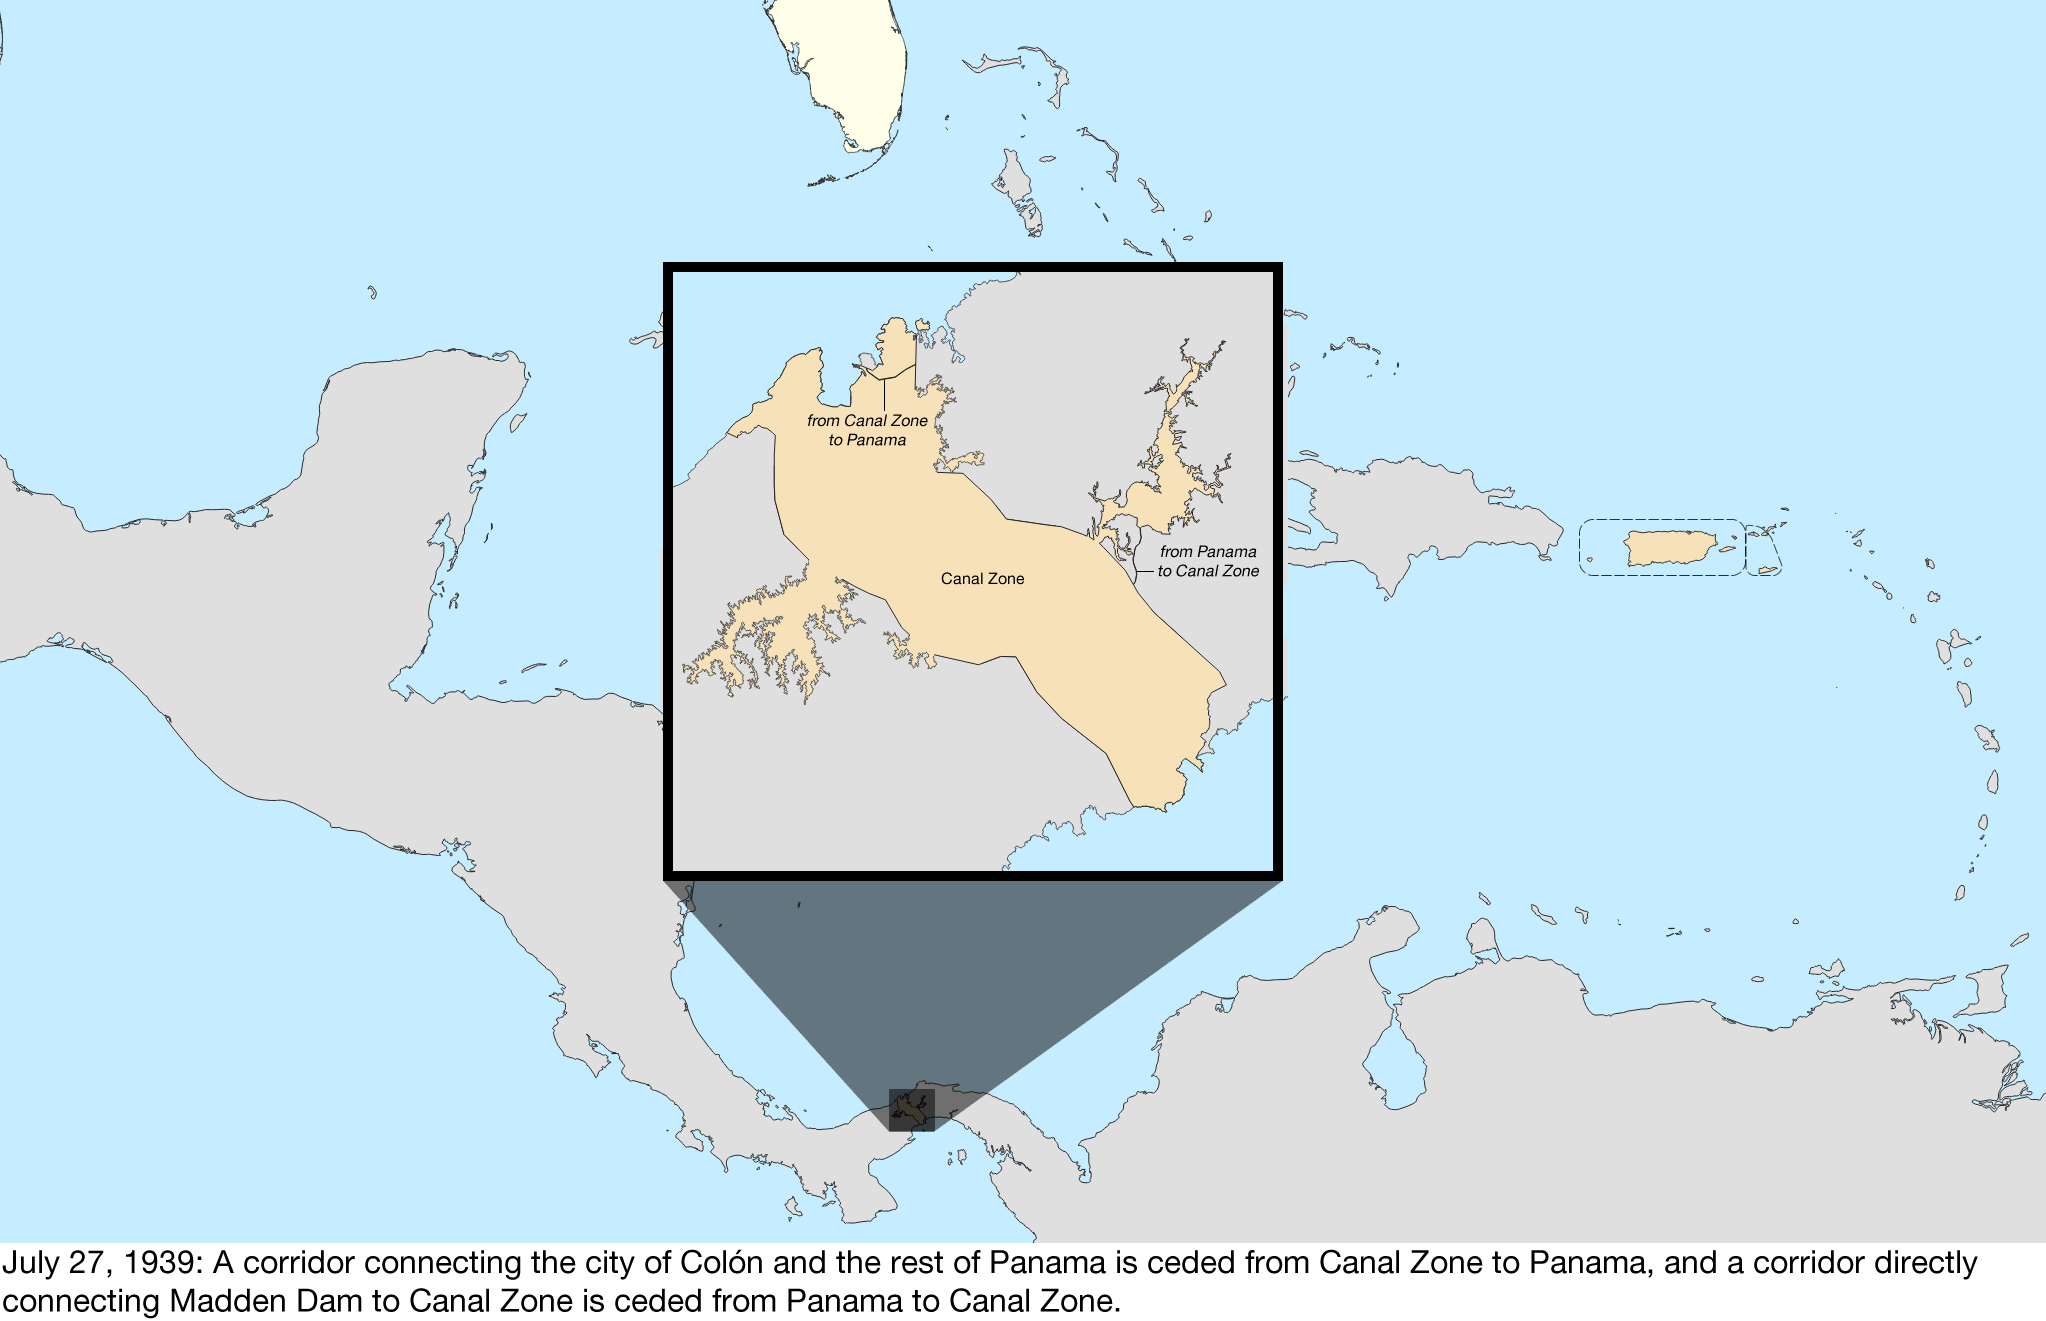 from Canal Zone
to Panama
from Panama
to Canal Zone
Canal Zone
July 27, 1939: A corridor connecting the city of Colón and the rest of Panama is ceded from Canal Zone to Panama, and a corridor directly
connecting Madden Dam to Canal Zone is ceded from Panama to Canal Zone.